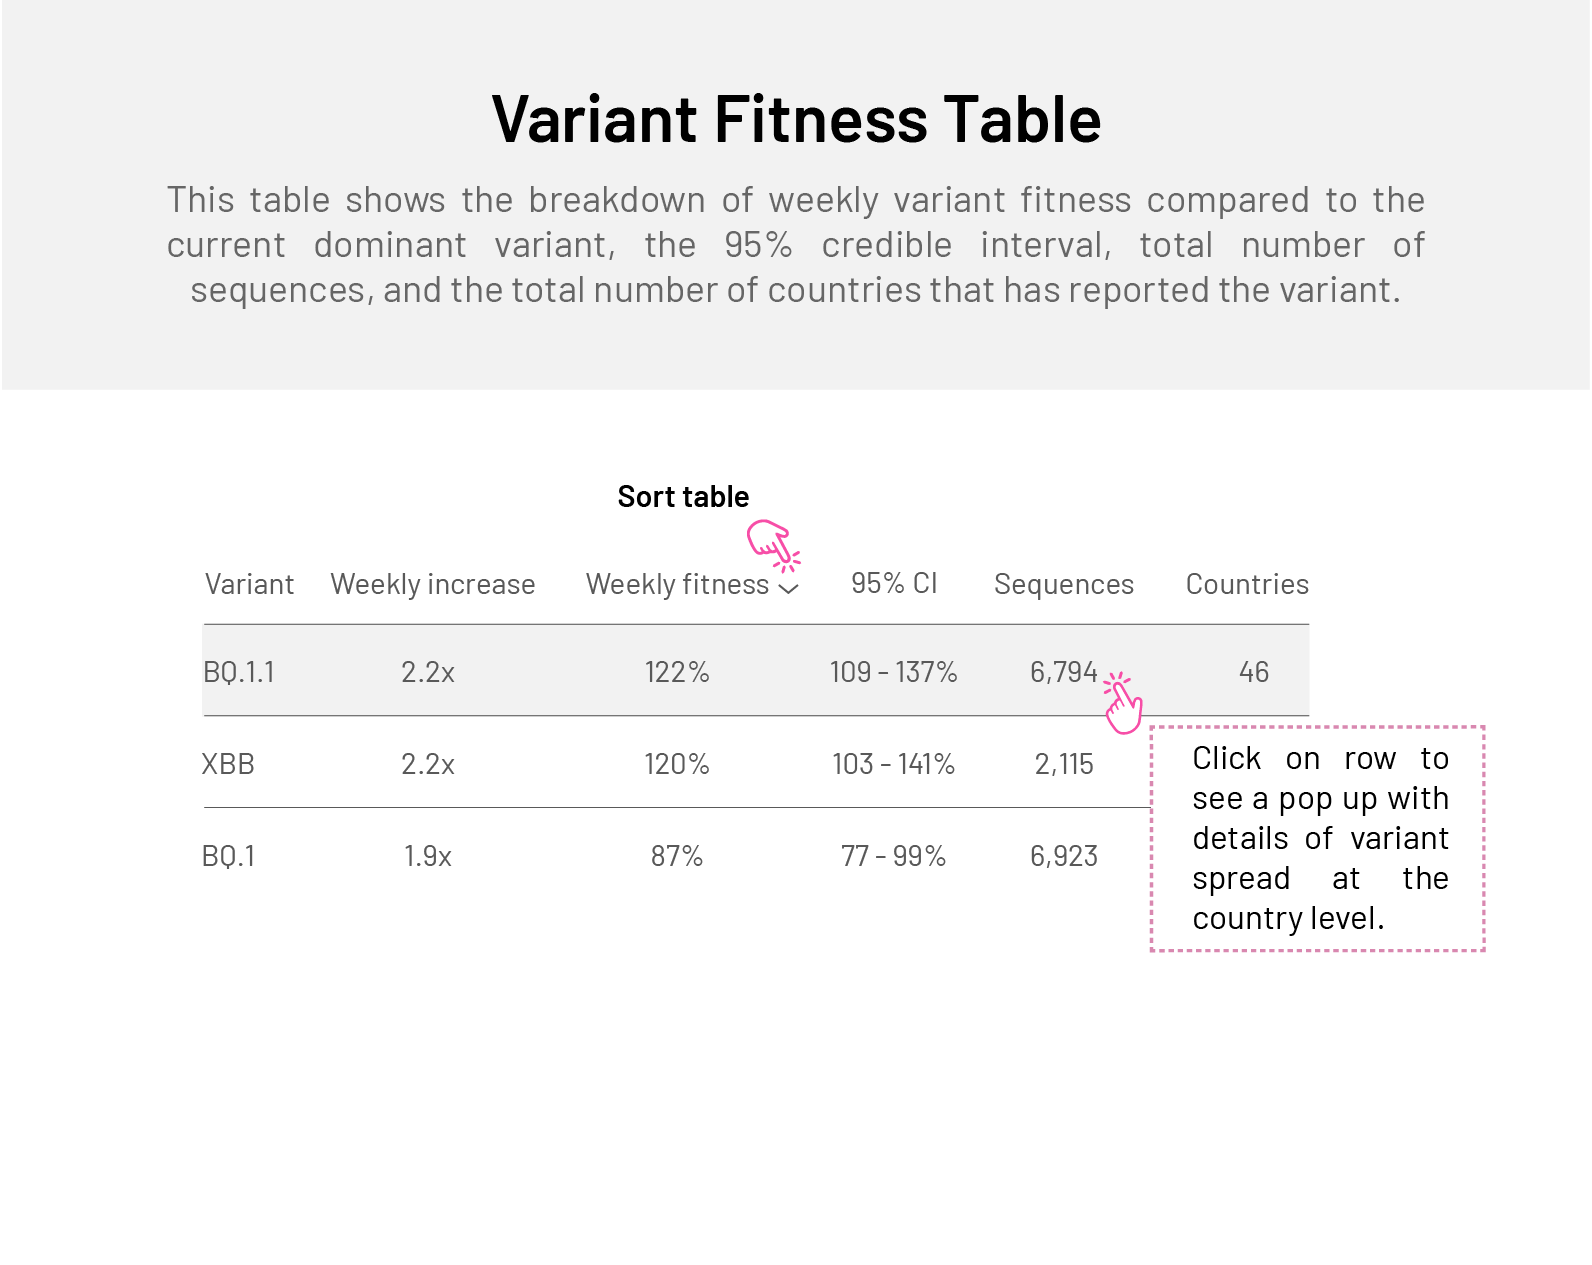 Variant Fitness Table
This table shows the breakdown of weekly variant fitness compared to the
current dominant variant, the 95% credible interval, total number of
sequences, and the total number of countries that has reported the variant.
Sort table
Variant Weekly increase Weekly fitness 95% CI Sequences Countries
BQ.1.1 2.2x 122% 109 - 137% 6,794 46
XBB 2.2x 120% 103 - 141% 2,115
BQ.1 1.9x 87% 77 - 99% 6,923
Click on row to
see a pop up with
details of variant
spread at the
country level.